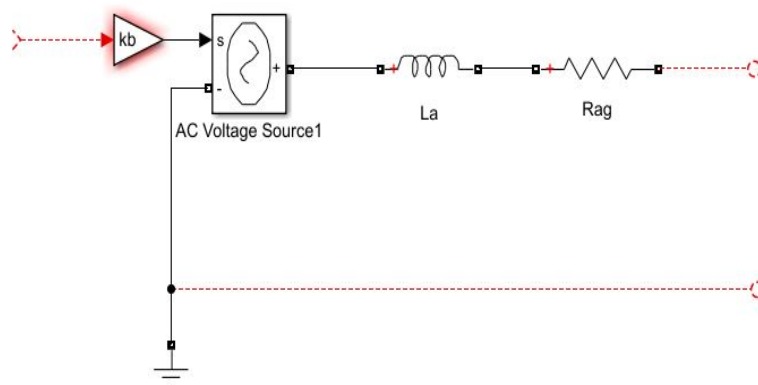 kb
s
+
-
AC Voltage Source1
+
La
+
Rag